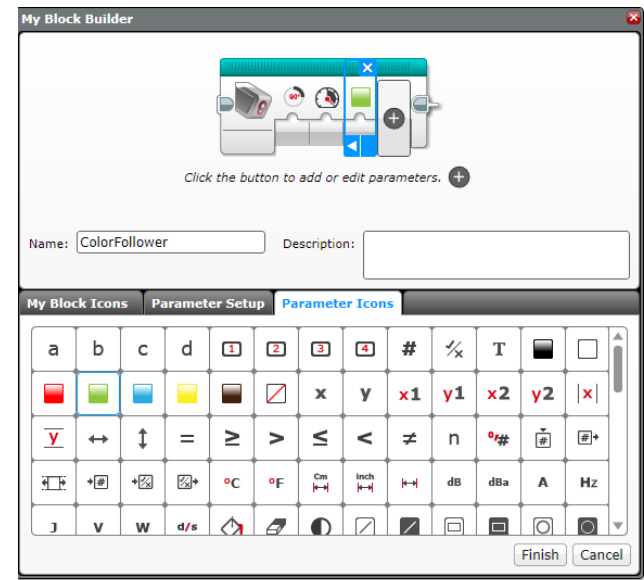 My Block Builder
90°
Click the button to add or edit parameters.
Name: ColorFollower Description:
My Block Icons Parameter Setup Parameter Icons
a b c d 1 2 3 4 # T
x y x1 y1 x2 y2 |x|
y = ≥ > ≤ < ≠ n #
# # °C °F Cm Inch dB dBa A Hz
J V W d/s
Finish Cancel